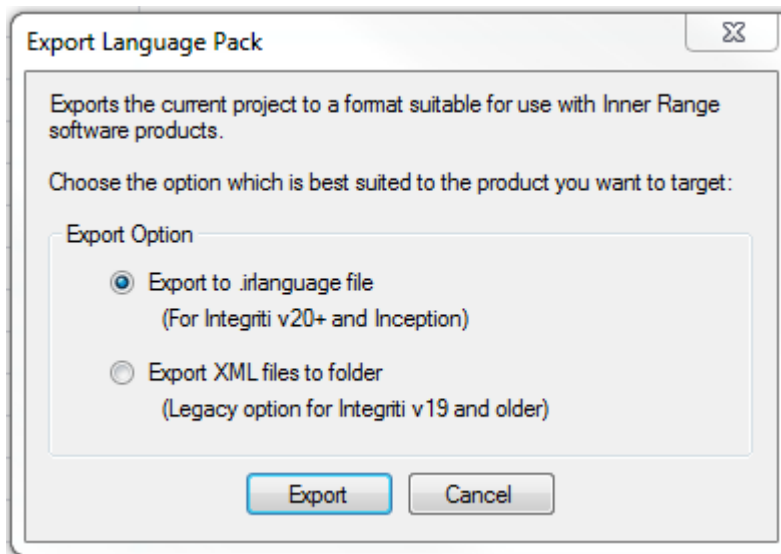 Export Language Pack
Exports the current project to a format suitable for use with Inner Range
software products.
Choose the option which is best suited to the product you want to target:
Export Option
Export to .irlanguage file
(For Integriti v20+ and Inception)
Export XML files to folder
(Legacy option for Integriti v19 and older)
Export
Cancel